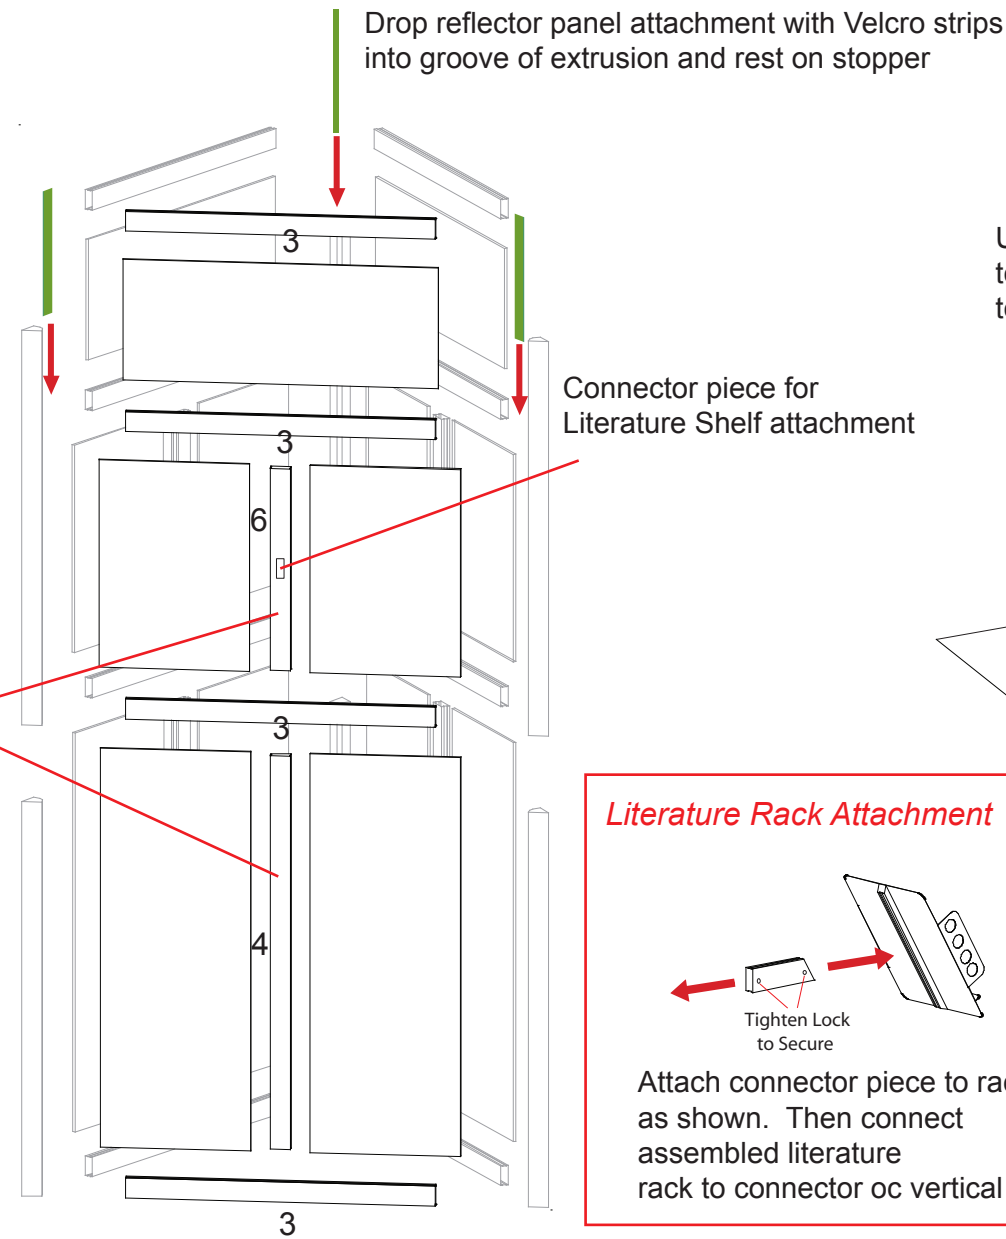 Drop reflector panel attachment with Velcro strips
into groove of extrusion and rest on stopper
3
Connector piece for
Literature Shelf attachment
3
6
3
Literature Rack Attachment
4
Tighten Lock
to Secure
Attach connector piece to
as shown. Then connect
assembled literature
rack to connector oc vertical
3